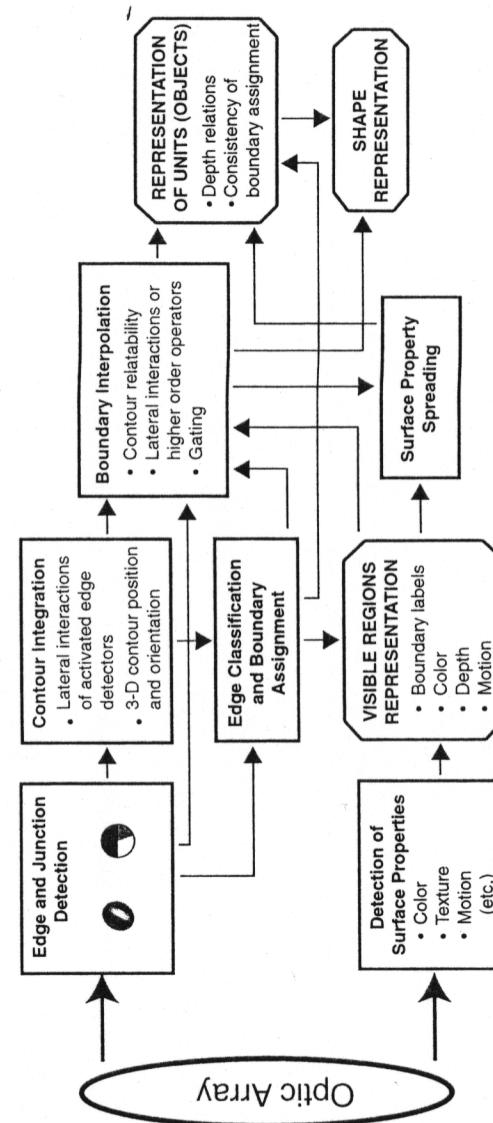 Optic Array
Edge and Junction
Detection
Contour Integration
• Lateral interactions
of activated edge
detectors
• 3-D contour position
and orientation
Boundary Interpolation
• Contour relatability
• Lateral interactions or
higher order operators
• Gating
REPRESENTATION
OF UNITS (OBJECTS)
• Depth relations
• Consistency of
boundary assignment
Edge Classification
and Boundary
Assignment
SHAPE
REPRESENTATION
Detection of
Surface Properties
• Color
• Texture
• Motion
(etc.)
VISIBLE REGIONS
REPRESENTATION
• Boundary labels
• Color
• Depth
• Motion
Surface Property
Spreading